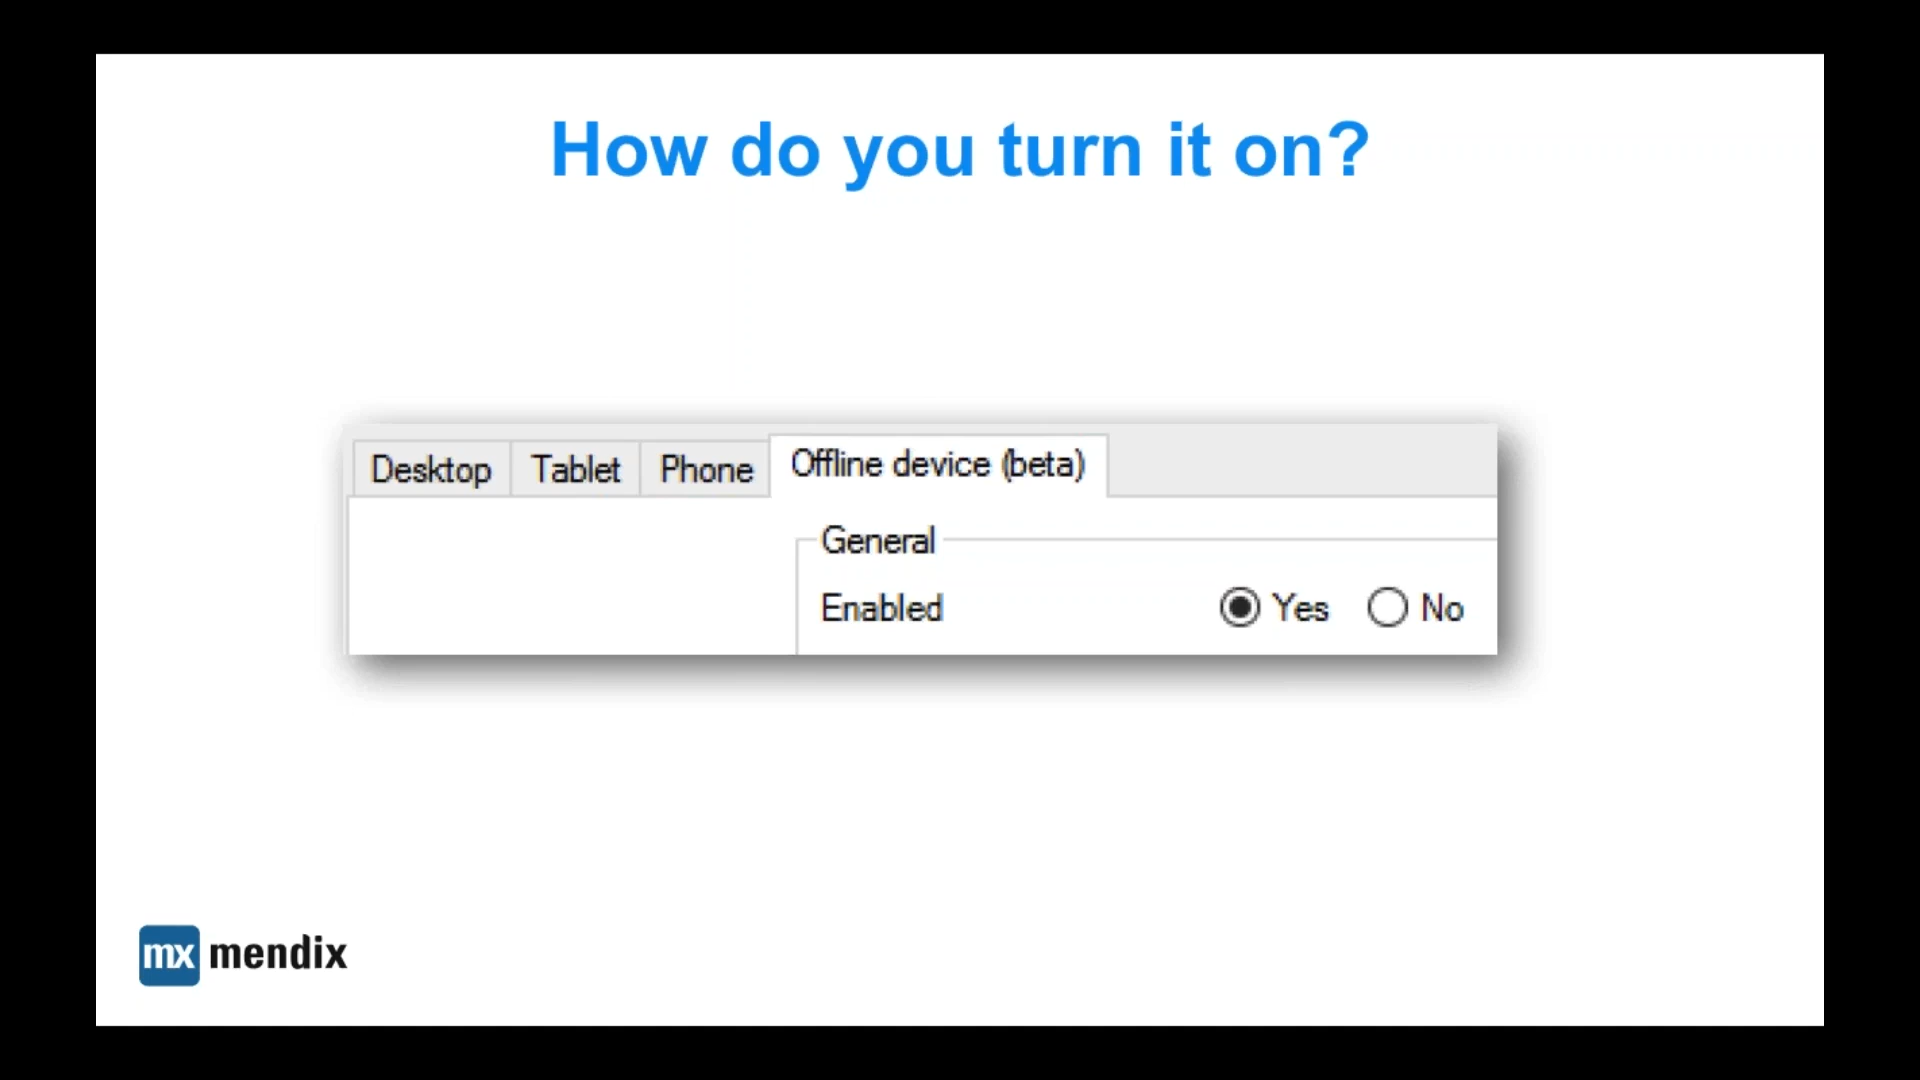 How do you turn it on?
Desktop Tablet Phone Offline device (beta)
General
Enabled Yes No
mx mendix